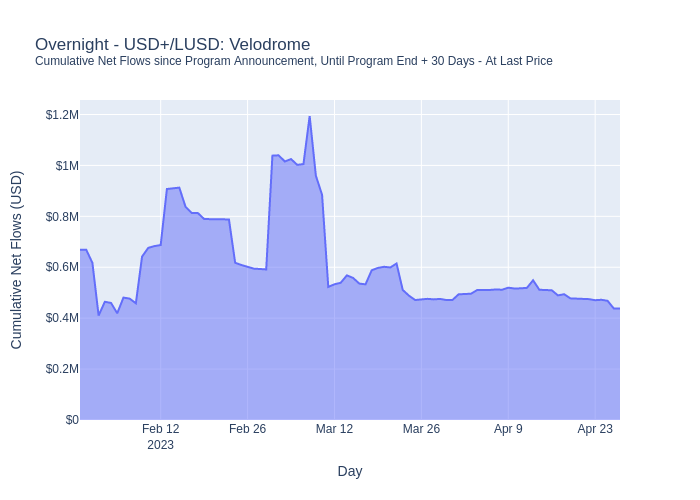 Overnight - USD+/LUSD: Velodrome
Cumulative Net Flows since Program Announcement, Until Program End + 30 Days - At Last Price
Cumulative Net Flows (USD)
$1.2M
$1M
$0.8M
$0.6M
$0.4M
$0.2M
$0
Feb 12 Feb 26 Mar 12 Mar 26 Apr 9 Apr 23
2023
Day